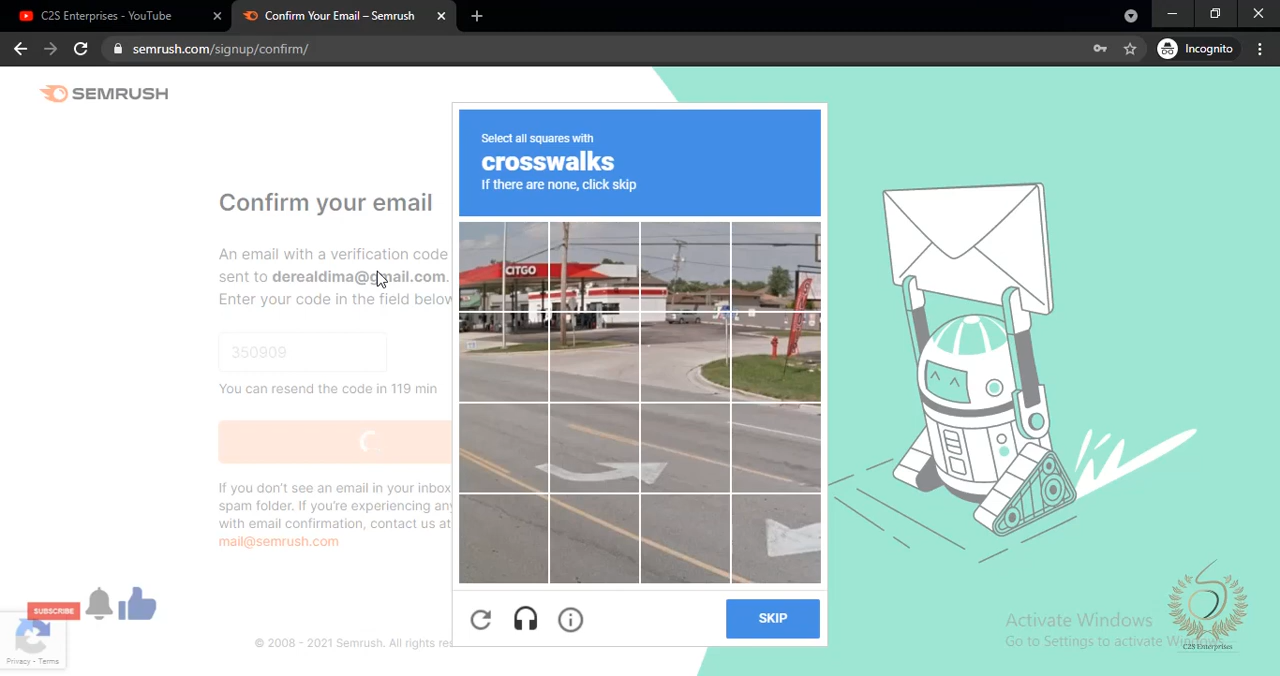 C2S Enterprises - YouTube
Confirm Your Email – Semrush
semrush.com/signup/confirm/
Incognito
SEMRUSH
Select all squares with
crosswalks
If there are none, click skip
Confirm your email
An email with a verification code
sent to derealdima@gmail.com.
Enter your code in the field below
350909
You can resend the code in 119 min
If you don't see an email in your inbox
spam folder. If you're experiencing any
with email confirmation, contact us at
mail@semrush.com
CITGO
SKIP
SUBSCRIBE
Privacy - Terms
© 2008 - 2021 Semrush. All rights res
Activate Windows
Go to Settings to activate Windows.
C2S Enterprises